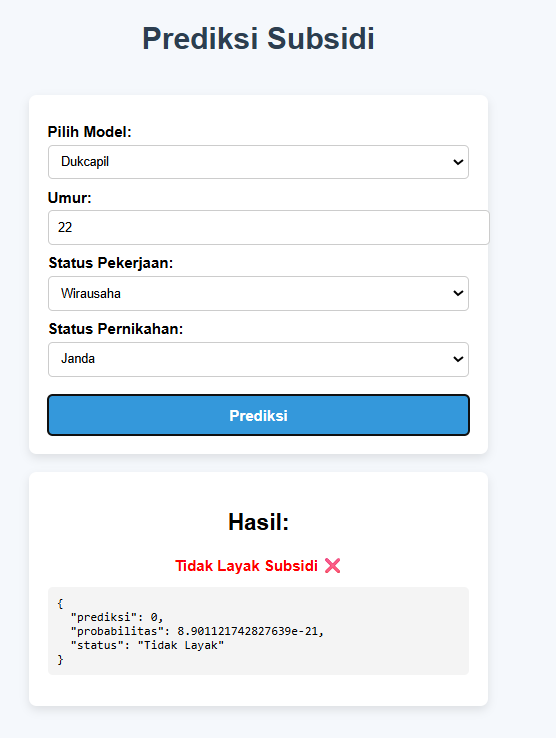 Prediksi Subsidi
Pilih Model:
Dukcapil
Umur:
22
Status Pekerjaan:
Wirausaha
Status Pernikahan:
Janda
Prediksi
Hasil:
Tidak Layak Subsidi ❌
{
  "prediksi": 0,
  "probabilitas": 8.901121742827639e-21,
  "status": "Tidak Layak"
}